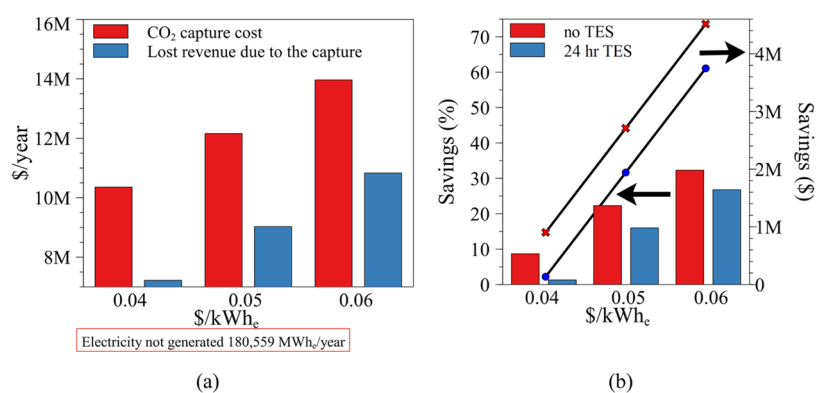 16M
14M
12M
10M
8M
$/year
CO₂ capture cost
Lost revenue due to the capture
0.04 0.05 0.06
$/kWhₑ
Electricity not generated 180,559 MWhₑ/year
(a)
70
60
50
40
30
20
10
0
Savings (%)
no TES
24 hr TES
4M
3M
2M
1M
0
Savings ($)
0.04 0.05 0.06
$/kWhₑ
(b)